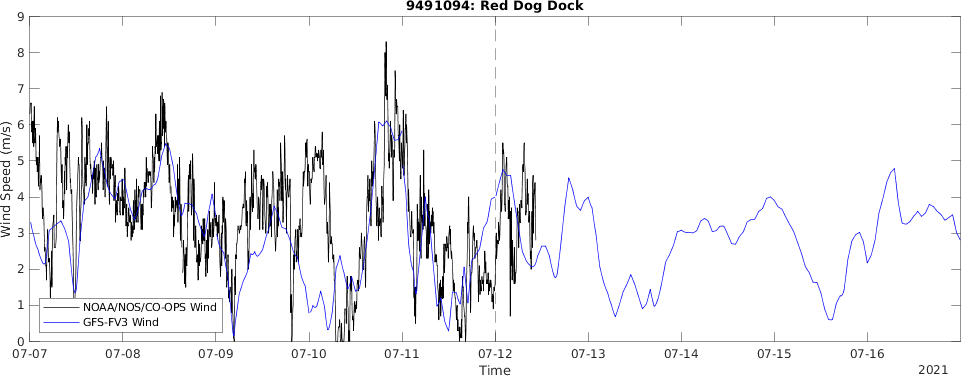 9491094: Red Dog Dock
9
8
7
6
5
4
3
2
1
0
Wind Speed (m/s)
NOAA/NOS/CO-OPS Wind
GFS-FV3 Wind
07-07 07-08 07-09 07-10 07-11 07-12 07-13 07-14 07-15 07-16
Time
2021